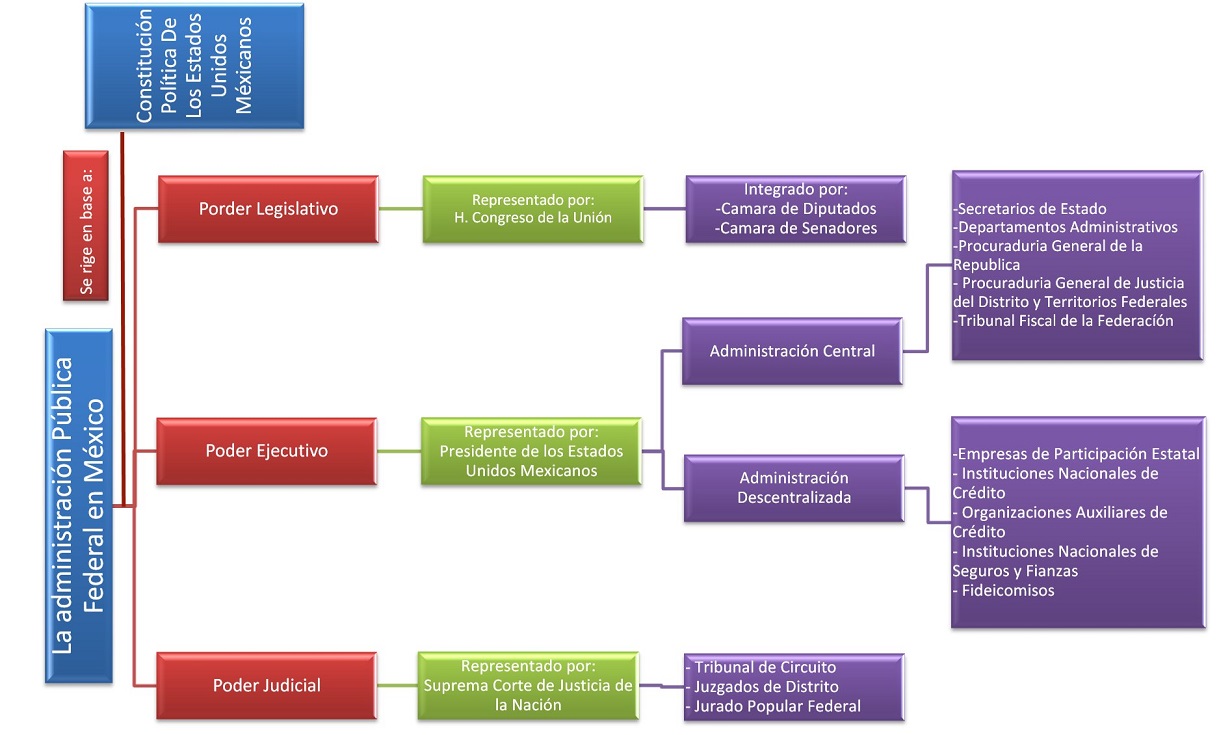 Constitución
Política De
Los Estados
Unidos
Méxicanos
Se rige en base a:
La administración Pública
Federal en México
Porder Legislativo
Representado por:
H. Congreso de la Unión
Integrado por:
-Camara de Diputados
-Camara de Senadores
Poder Ejecutivo
Representado por:
Presidente de los Estados
Unidos Mexicanos
Administración Central
-Secretarios de Estado
-Departamentos Administrativos
-Procuraduria General de la
Republica
- Procuraduria General de Justicia
del Distrito y Territorios Federales
-Tribunal Fiscal de la Federacíón
Administración
Descentralizada
-Empresas de Participación Estatal
- Instituciones Nacionales de
Crédito
- Organizaciones Auxiliares de
Crédito
- Instituciones Nacionales de
Seguros y Fianzas
- Fideicomisos
Poder Judicial
Representado por:
Suprema Corte de Justicia de
la Nación
- Tribunal de Circuito
- Juzgados de Distrito
- Jurado Popular Federal